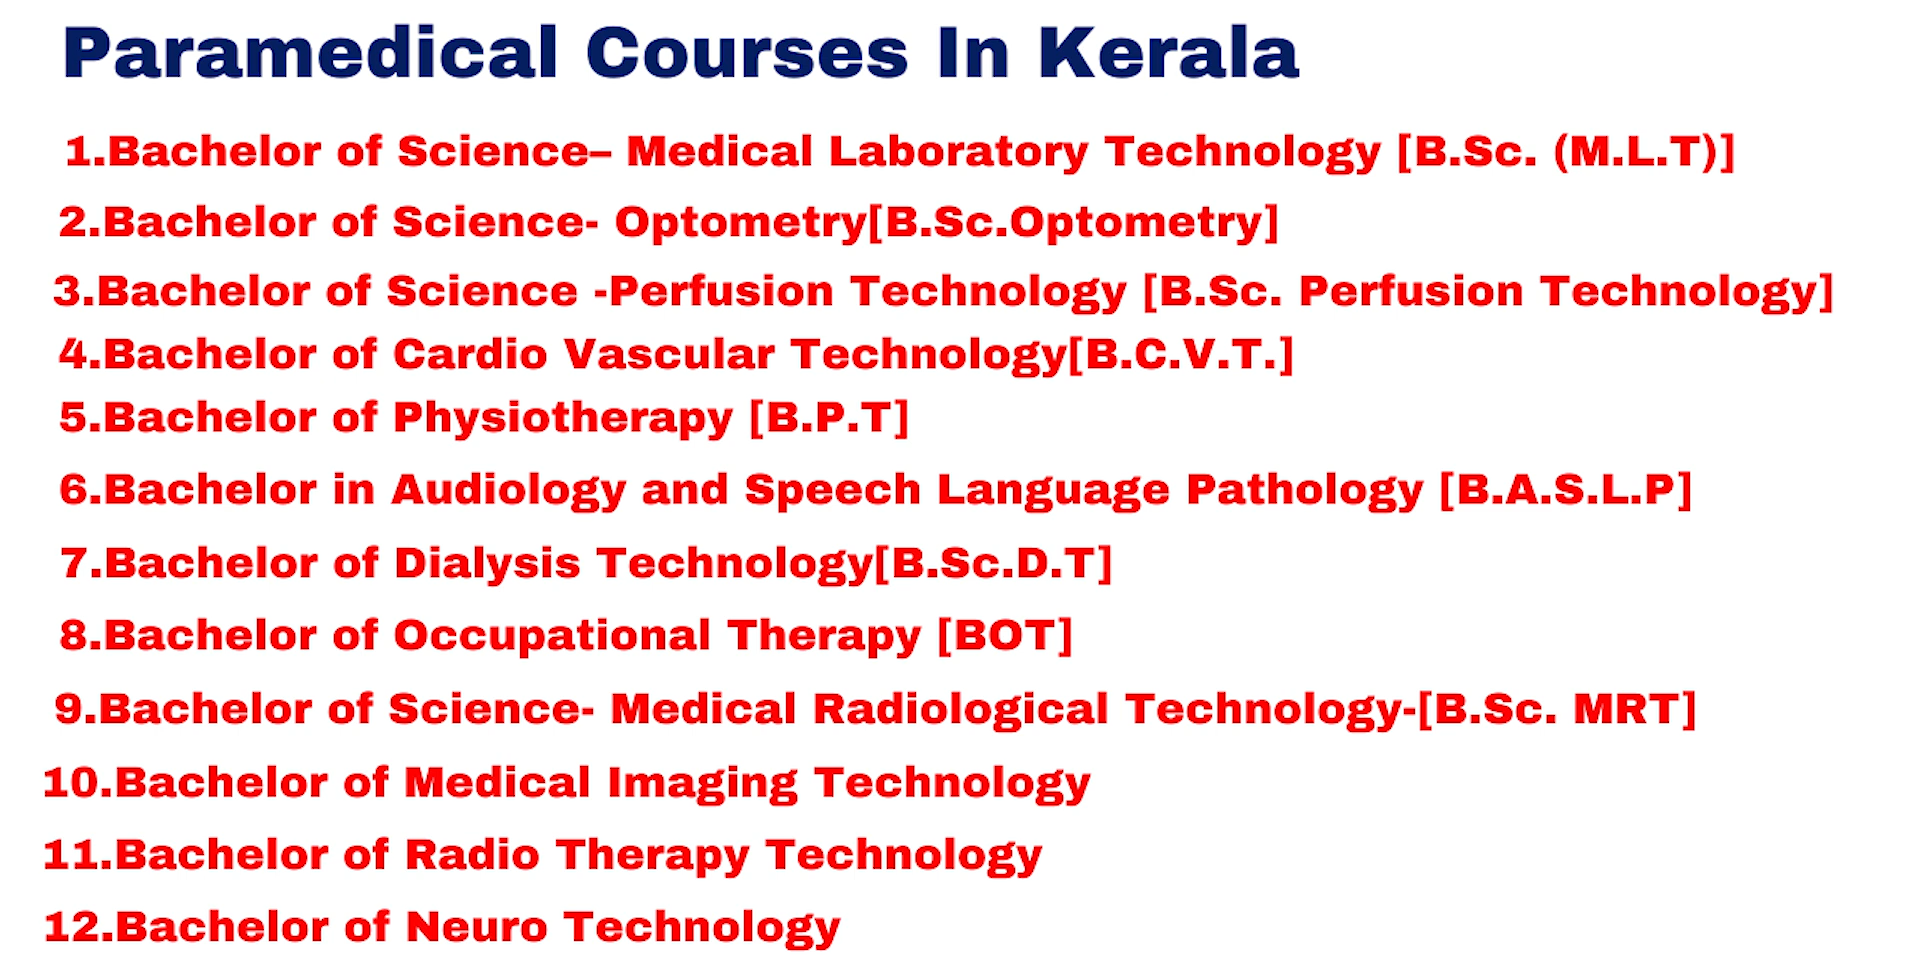 Paramedical Courses In Kerala
1.Bachelor of Science– Medical Laboratory Technology [B.Sc. (M.L.T)]
2.Bachelor of Science- Optometry[B.Sc.Optometry]
3.Bachelor of Science -Perfusion Technology [B.Sc. Perfusion Technology]
4.Bachelor of Cardio Vascular Technology[B.C.V.T.]
5.Bachelor of Physiotherapy [B.P.T]
6.Bachelor in Audiology and Speech Language Pathology [B.A.S.L.P]
7.Bachelor of Dialysis Technology[B.Sc.D.T]
8.Bachelor of Occupational Therapy [BOT]
9.Bachelor of Science- Medical Radiological Technology-[B.Sc. MRT]
10.Bachelor of Medical Imaging Technology
11.Bachelor of Radio Therapy Technology
12.Bachelor of Neuro Technology